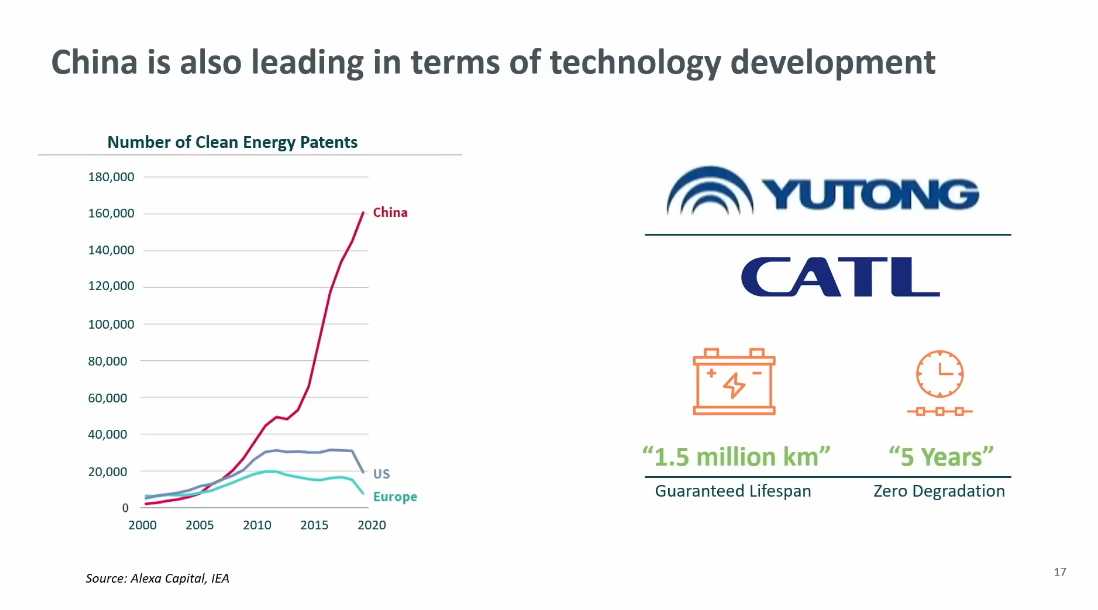 China is also leading in terms of technology development
Number of Clean Energy Patents
180,000
160,000
140,000
120,000
100,000
80,000
60,000
40,000
20,000
0
2000 2005 2010 2015 2020
China
US
Europe
YUTONG
CATL
“1.5 million km” “5 Years”
Guaranteed Lifespan Zero Degradation
Source: Alexa Capital, IEA
17